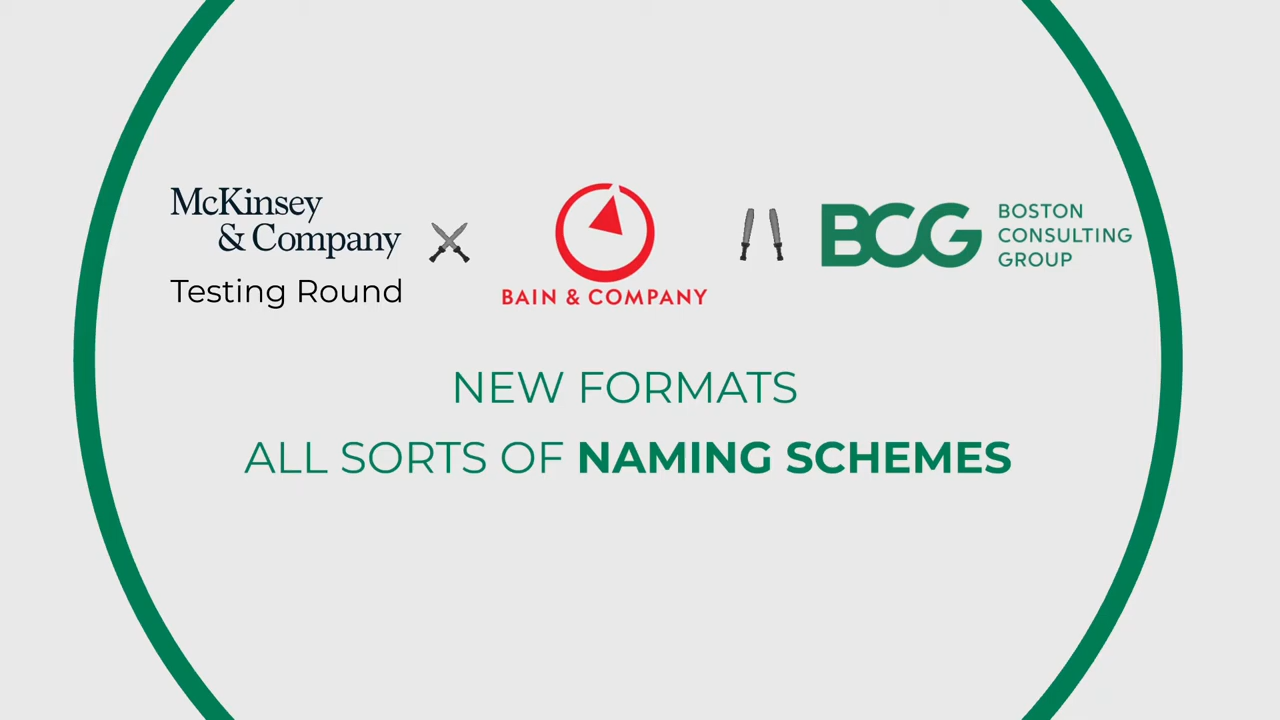 McKinsey
& Company
Testing Round
BAIN & COMPANY
BCG
BOSTON
CONSULTING
GROUP
NEW FORMATS
ALL SORTS OF NAMING SCHEMES